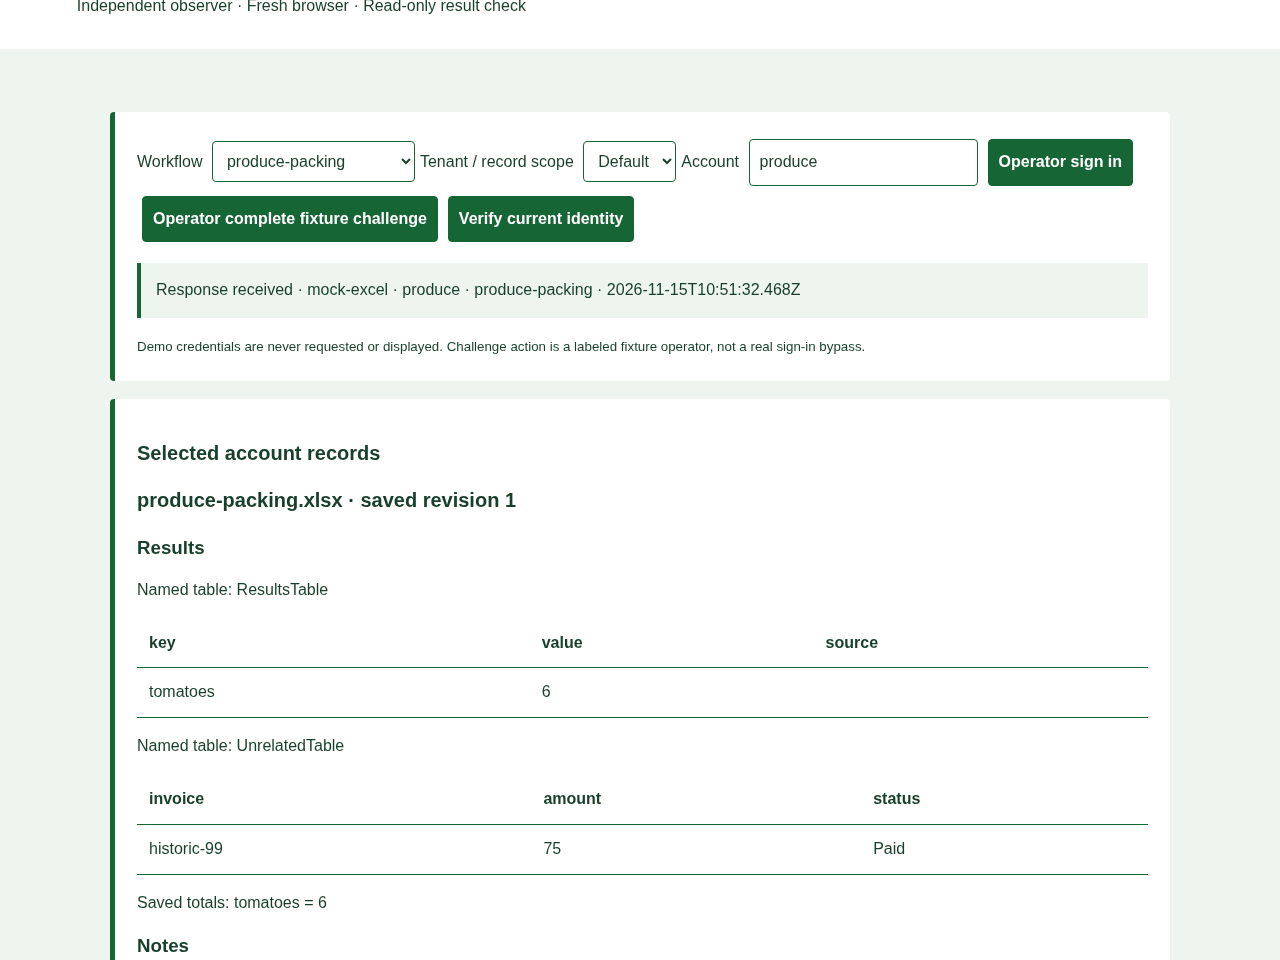 Independent observer · Fresh browser · Read-only result check
Workflow produce-packing Tenant / record scope Default Account produce Operator sign in
Operator complete fixture challenge Verify current identity
Response received · mock-excel · produce · produce-packing · 2026-11-15T10:51:32.468Z
Demo credentials are never requested or displayed. Challenge action is a labeled fixture operator, not a real sign-in bypass.
Selected account records
produce-packing.xlsx · saved revision 1
Results
Named table: ResultsTable
key value source
tomatoes 6
Named table: UnrelatedTable
invoice amount status
historic-99 75 Paid
Saved totals: tomatoes = 6
Notes